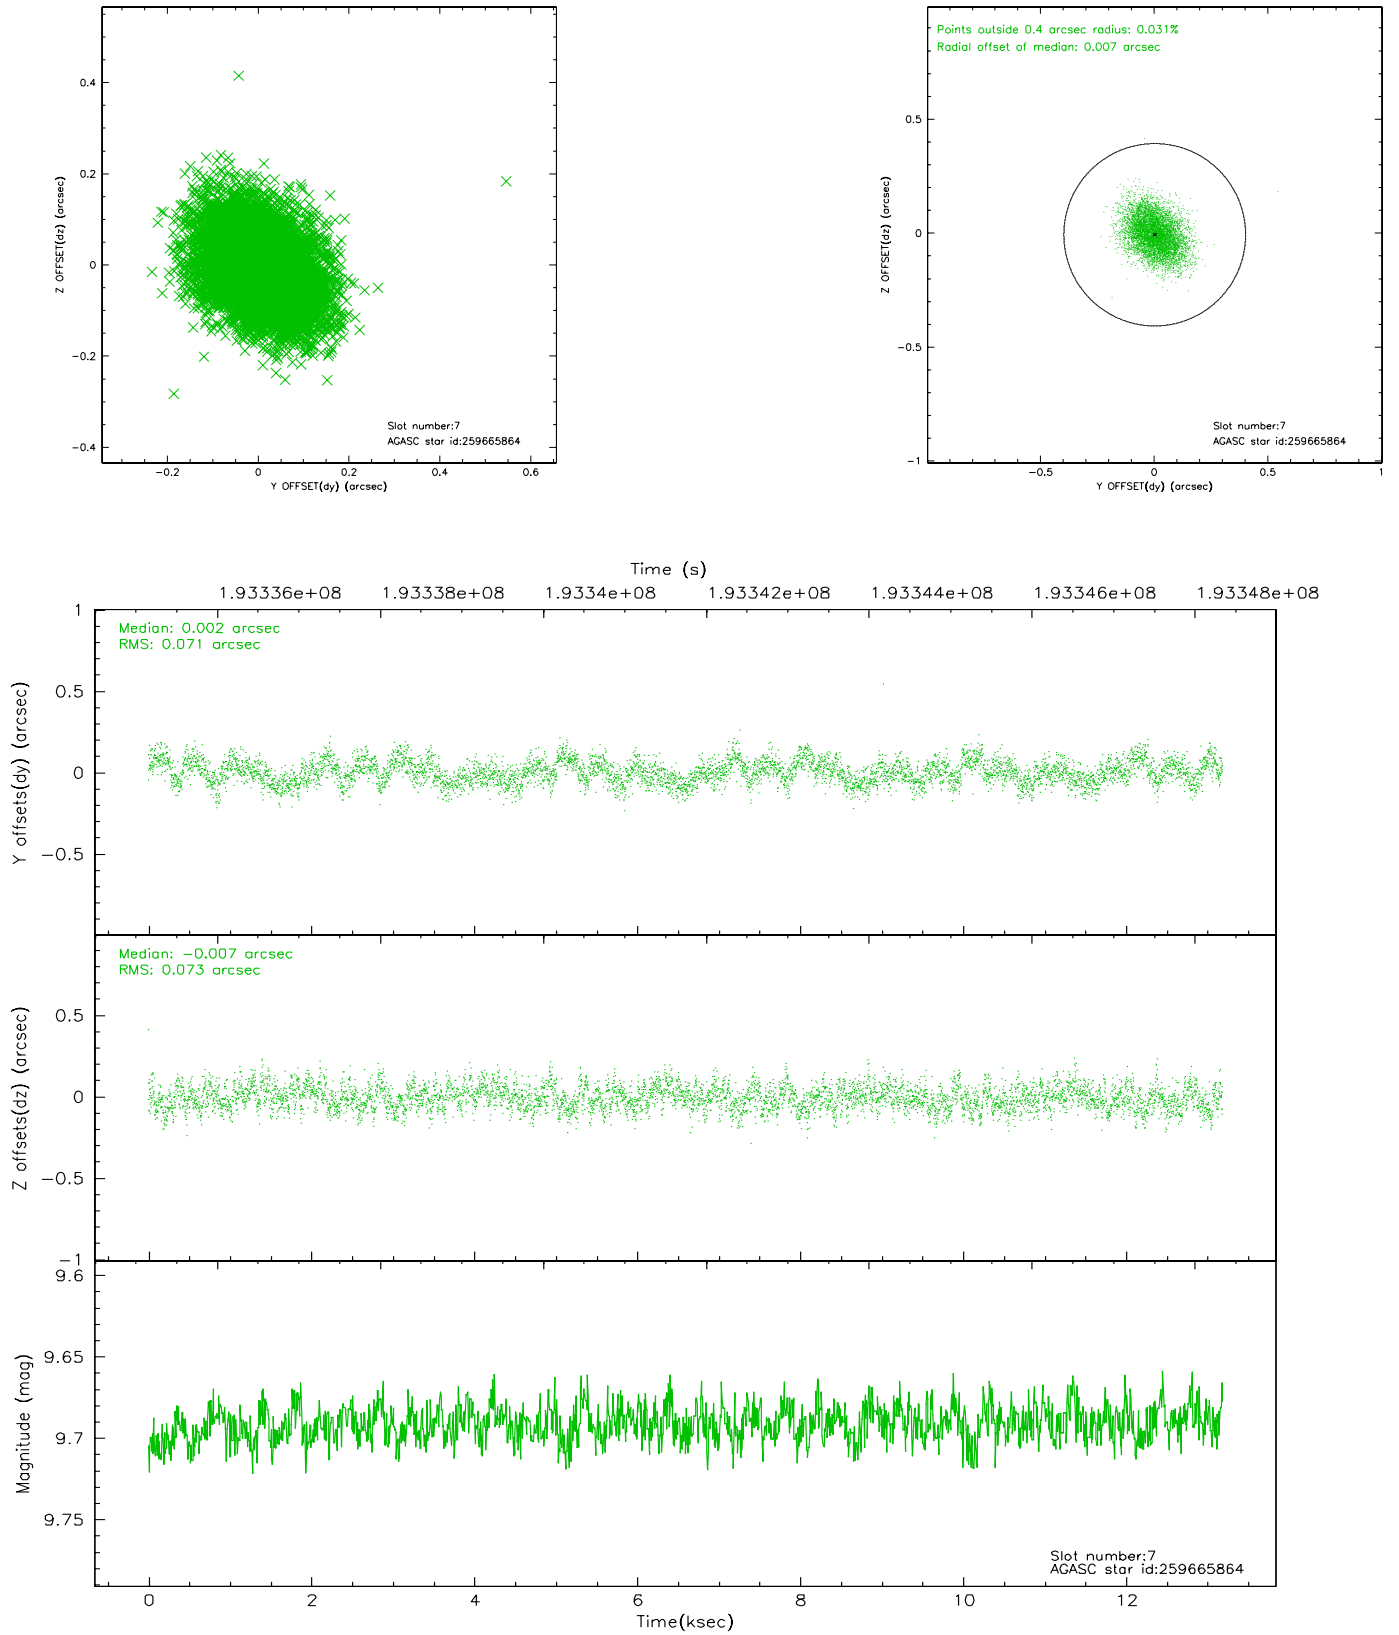 0.4
0.2
0
−0.2
−0.4
Z OFFSET(dz) (arcsec)
Slot number:7
AGASC star id:259665864
−0.2
0
0.2
0.4
0.6
Y OFFSET(dy) (arcsec)
Points outside 0.4 arcsec radius: 0.031%
Radial offset of median: 0.007 arcsec
0.5
0
−0.5
−1
Z OFFSET(dz) (arcsec)
Slot number:7
AGASC star id:259665864
−0.5
0
0.5
1
Y OFFSET(dy) (arcsec)
Time (s)
1.93336e+08
1.93338e+08
1.9334e+08
1.93342e+08
1.93344e+08
1.93346e+08
1.93348e+08
1
0.5
0
−0.5
Y offsets(dy) (arcsec)
Median: 0.002 arcsec
RMS: 0.071 arcsec
0.5
0
−0.5
−1
Z offsets(dz) (arcsec)
Median: −0.007 arcsec
RMS: 0.073 arcsec
9.6
9.65
9.7
9.75
Magnitude (mag)
Slot number:7
AGASC star id:259665864
0
2
4
6
8
10
12
Time(ksec)